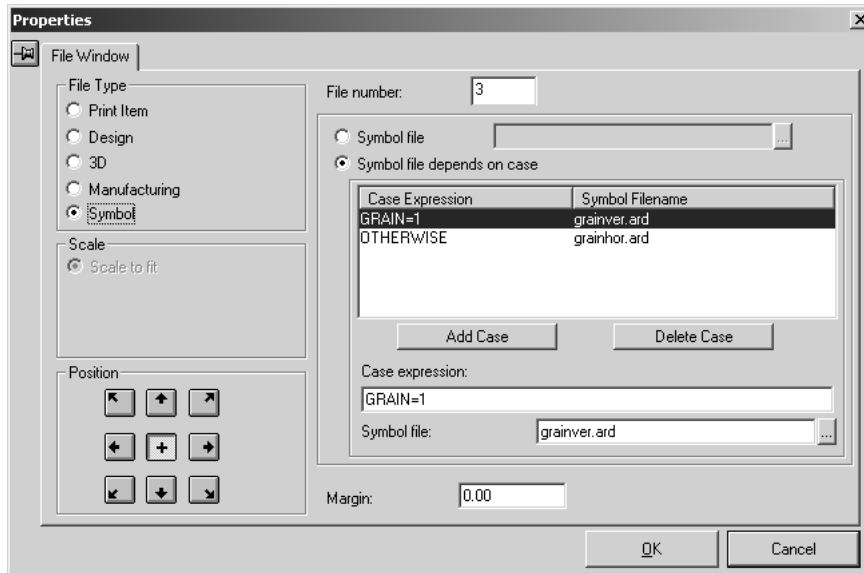 Properties
File Window
File Type
Print Item
Design
3D
Manufacturing
Symbol
Scale
Scale to fit
Position
File number: 3
Symbol file ...
Symbol file depends on case
Case Expression Symbol Filename
GRAIN=1 grainver.ard
OTHERWISE grainhor.ard
Add Case Delete Case
Case expression:
GRAIN=1
Symbol file: grainver.ard ...
Margin: 0.00
OK Cancel